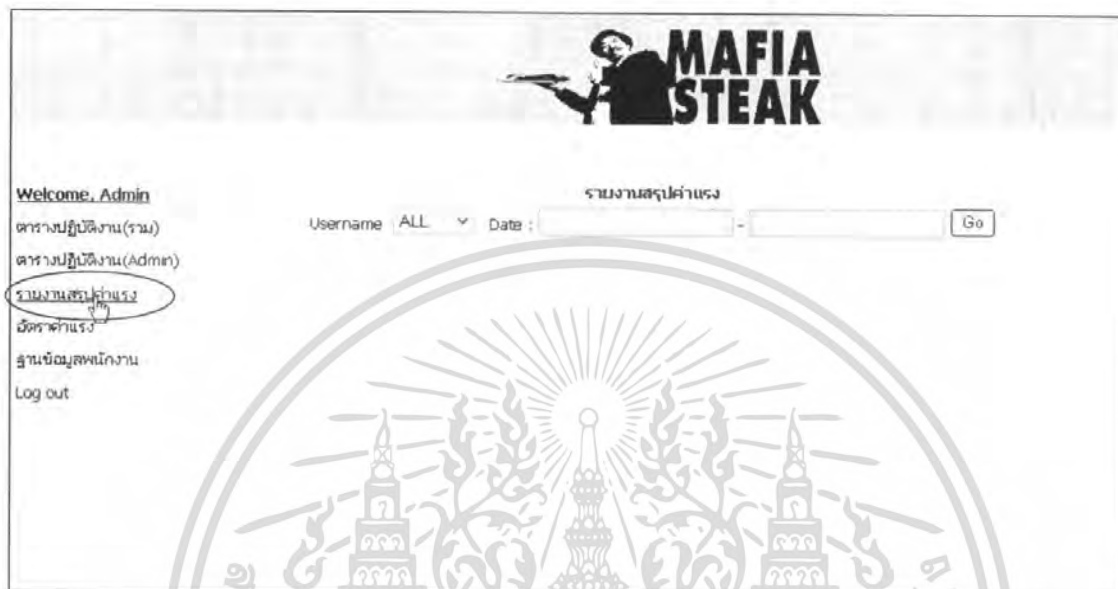 MAFIA
STEAK
Welcome, Admin
รายงานสรุปค่าแรง
ตารางปฏิบัติงาน(รวม)
Username ALL Date : - Go
ตารางปฏิบัติงาน(Admin)
รายงานสรุปค่าแรง
อัตราค่าแรง
ฐานข้อมูลพนักงาน
Log out